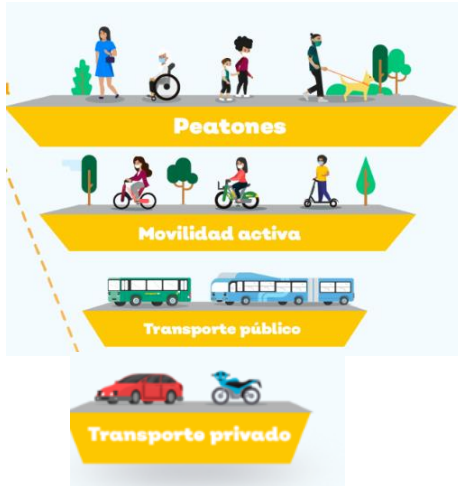 Peatones
Movilidad activa
Transporte público
Transporte privado